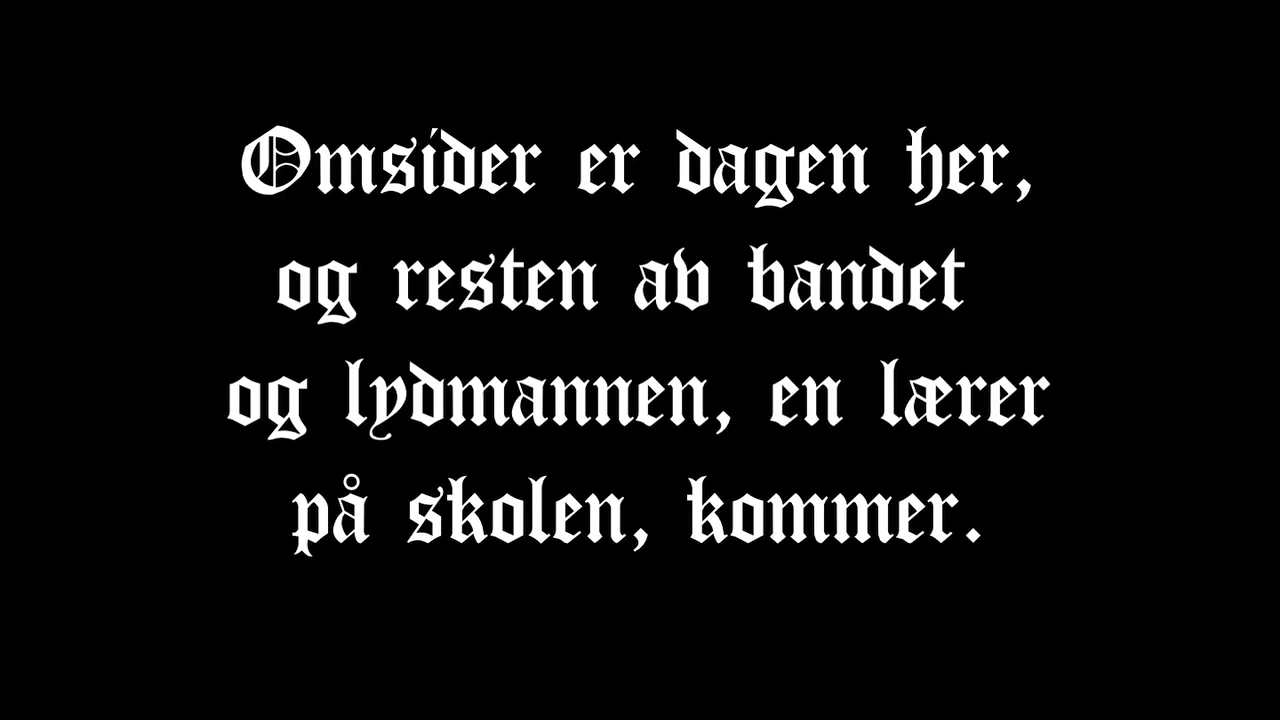 Omsider er dagen her,
og resten av bandet
og lydmannen, en lærer
på skolen, kommer.